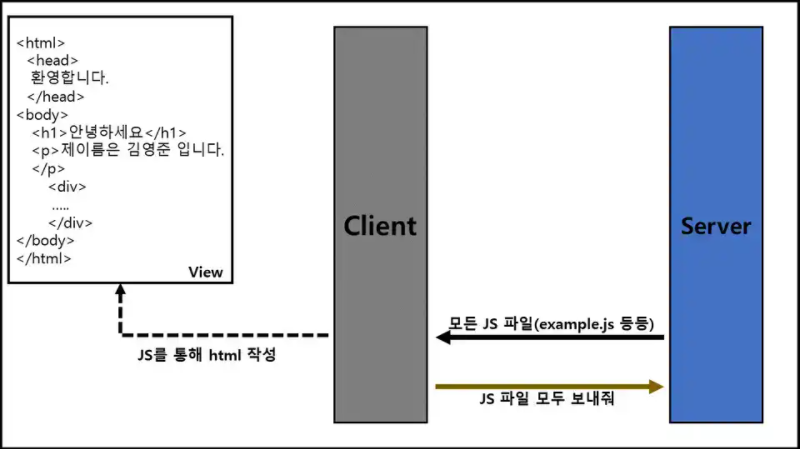 <html>
<head>
환영합니다.
</head>
<body>
<h1>안녕하세요</h1>
<p>제이름은 김영준 입니다.
</p>
<div>
.....
</div>
</body>
</html>
View
Client
Server
모든 JS 파일(example.js 등등)
JS를 통해 html 작성
JS 파일 모두 보내줘